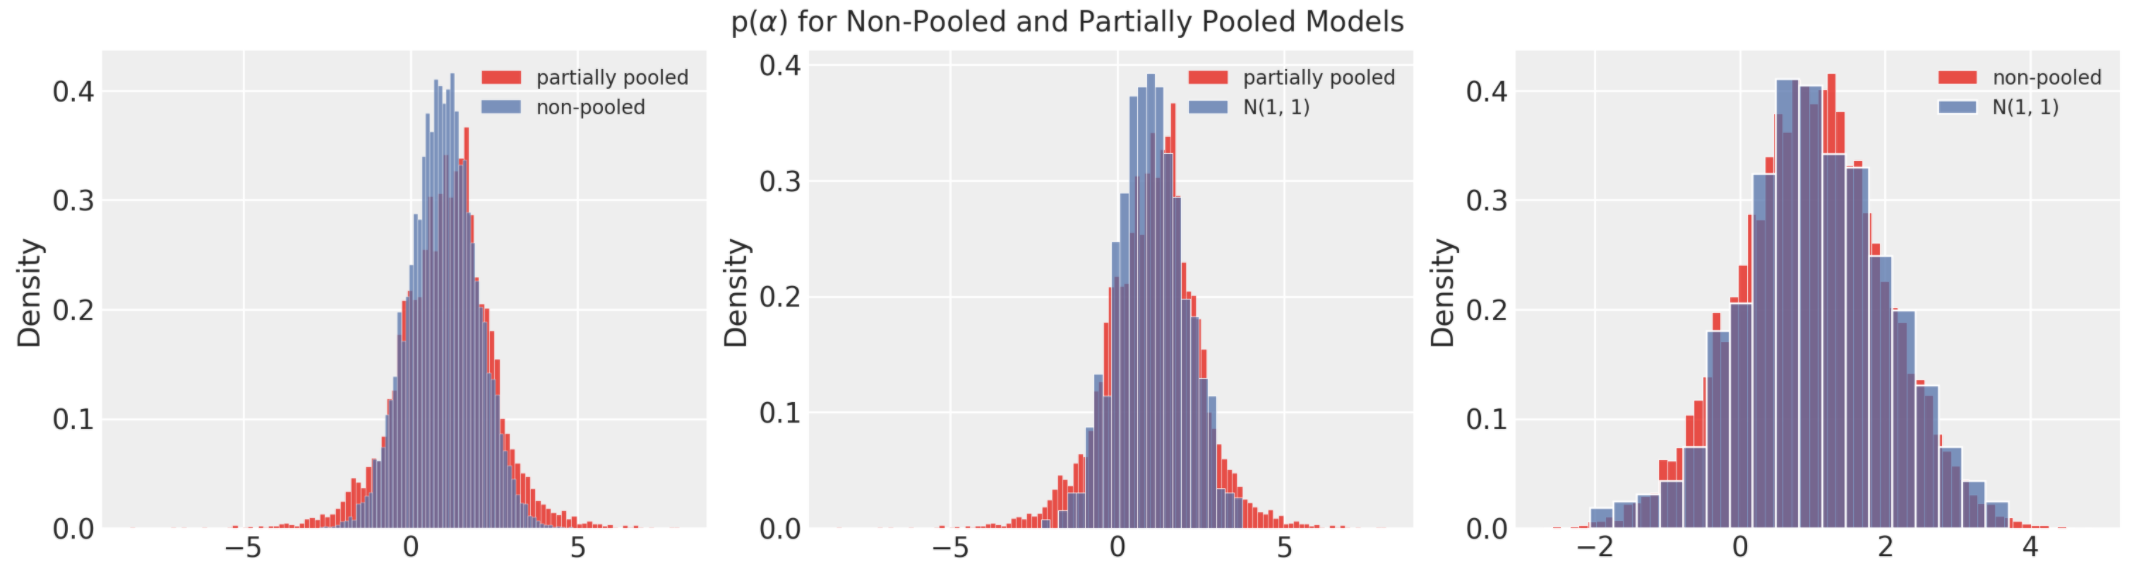 p(α) for Non-Pooled and Partially Pooled Models
Density
0.4
0.3
0.2
0.1
0.0
−5
0
5
partially pooled
non-pooled
Density
0.4
0.3
0.2
0.1
0.0
−5
0
5
partially pooled
N(1, 1)
Density
0.4
0.3
0.2
0.1
0.0
−2
0
2
4
non-pooled
N(1, 1)